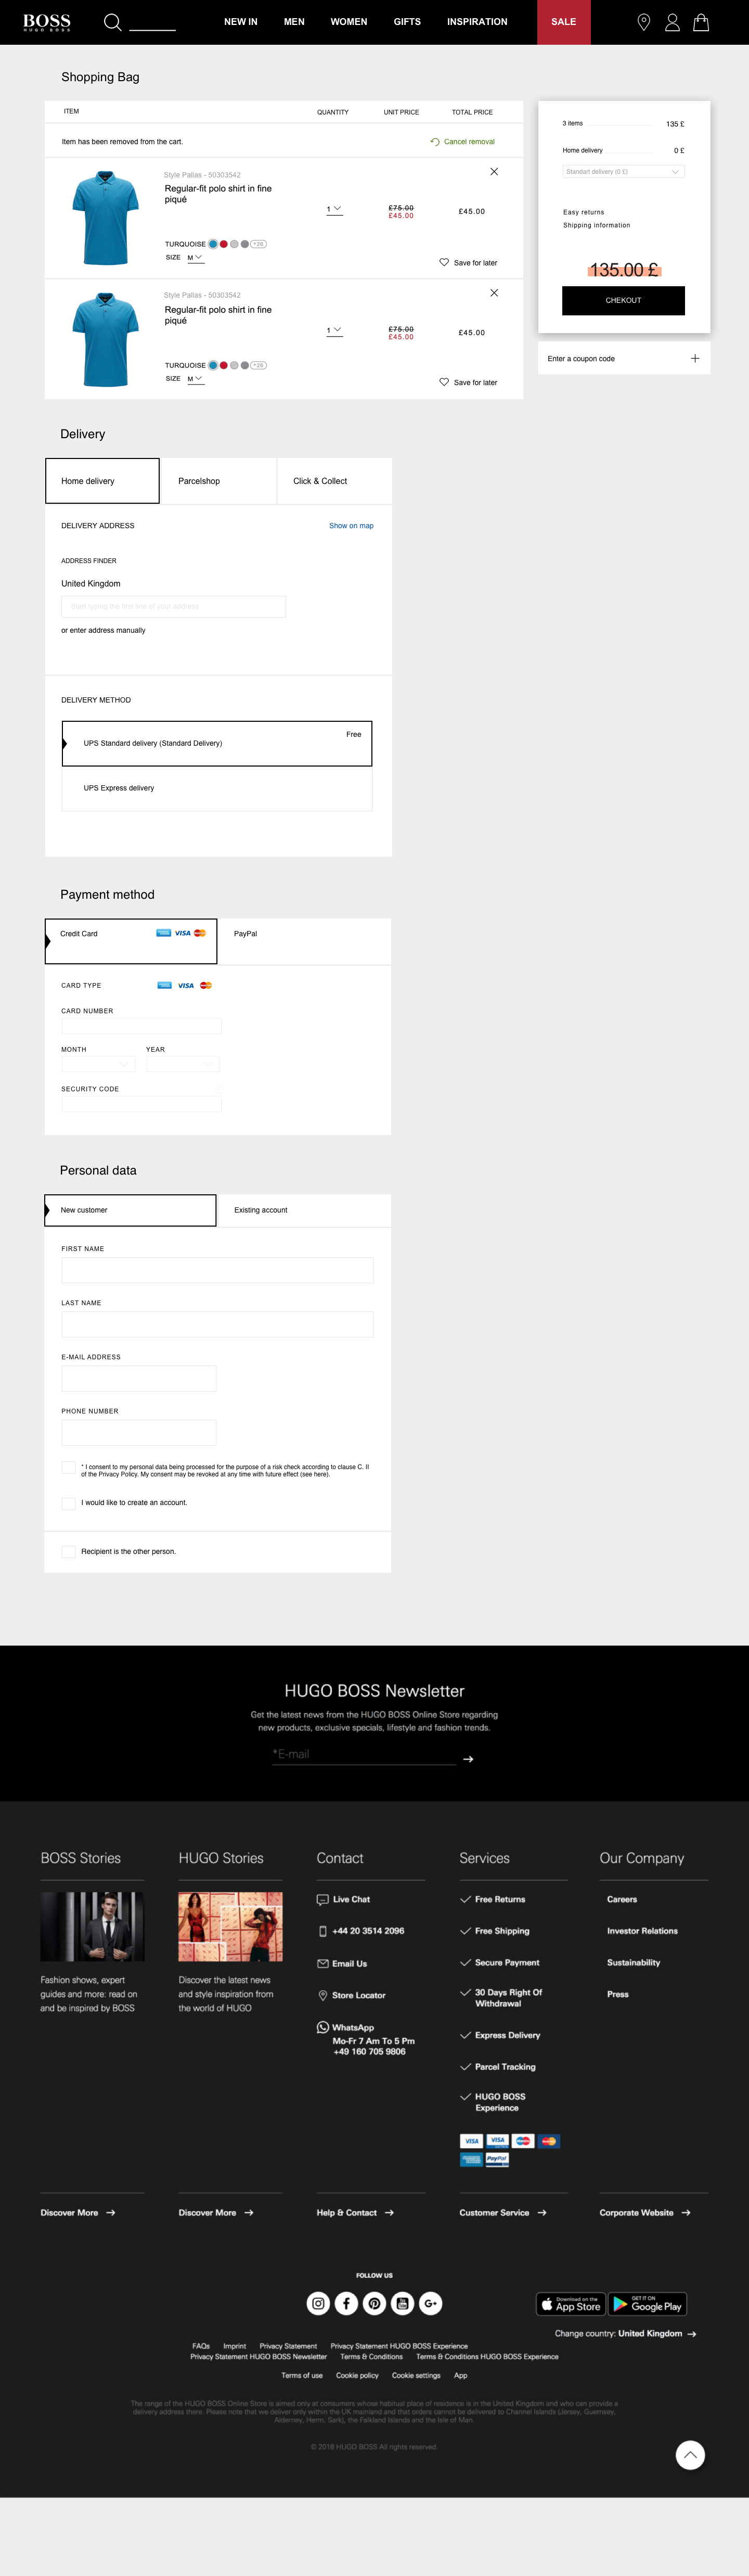 BOSS
HUGO BOSS
NEW IN
MEN
WOMEN
GIFTS
INSPIRATION
SALE
Shopping Bag
ITEM
QUANTITY
UNIT PRICE
TOTAL PRICE
Item has been removed from the cart.
Cancel removal
Style Pallas - 50303542
Regular-fit polo shirt in fine
piqué
1
£75.00
£45.00
£45.00
TURQUOISE
+26
SIZE
M
Save for later
Style Pallas - 50303542
Regular-fit polo shirt in fine
piqué
1
£75.00
£45.00
£45.00
TURQUOISE
+26
SIZE
M
Save for later
3 items
135 £
Home delivery
0 £
Standart delivery (0 £)
Easy returns
Shipping information
135.00 £
CHEKOUT
Enter a coupon code
Delivery
Home delivery
Parcelshop
Click & Collect
DELIVERY ADDRESS
Show on map
ADDRESS FINDER
United Kingdom
Start typing the first line of your address
or enter address manually
DELIVERY METHOD
Free
UPS Standard delivery (Standard Delivery)
UPS Express delivery
Payment method
Credit Card
VISA
PayPal
CARD TYPE
VISA
CARD NUMBER
MONTH
YEAR
SECURITY CODE
Personal data
New customer
Existing account
FIRST NAME
LAST NAME
E-MAIL ADDRESS
PHONE NUMBER
* I consent to my personal data being processed for the purpose of a risk check according to clause C. II
of the Privacy Policy. My consent may be revoked at any time with future effect (see here).
I would like to create an account.
Recipient is the other person.
HUGO BOSS Newsletter
Get the latest news from the HUGO BOSS Online Store regarding
new products, exclusive specials, lifestyle and fashion trends.
*E-mail
BOSS Stories
Fashion shows, expert
guides and more: read on
and be inspired by BOSS
Discover More
HUGO Stories
Discover the latest news
and style inspiration from
the world of HUGO
Discover More
Contact
Live Chat
+44 20 3514 2096
Email Us
Store Locator
WhatsApp
Mo-Fr 7 Am To 5 Pm
+49 160 705 9806
Help & Contact
Services
Free Returns
Free Shipping
Secure Payment
30 Days Right Of
Withdrawal
Express Delivery
Parcel Tracking
HUGO BOSS
Experience
VISA
VISA
PayPal
Customer Service
Our Company
Careers
Investor Relations
Sustainability
Press
Corporate Website
FOLLOW US
Download on the
App Store
GET IT ON
Google Play
Change country: United Kingdom
FAQs
Imprint
Privacy Statement
Privacy Statement HUGO BOSS Experience
Privacy Statement HUGO BOSS Newsletter
Terms & Conditions
Terms & Conditions HUGO BOSS Experience
Terms of use
Cookie policy
Cookie settings
App
The range of the HUGO BOSS Online Store is aimed only at consumers whose habitual place of residence is in the United Kingdom and who can provide a
delivery address there. Please note that we deliver only within the UK mainland and that orders cannot be delivered to Channel Islands (Jersey, Guernsey,
Alderney, Herm, Sark), the Falkland Islands and the Isle of Man.
© 2018 HUGO BOSS All rights reserved.